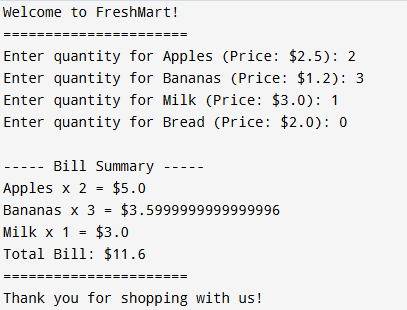 Welcome to FreshMart!
======================
Enter quantity for Apples (Price: $2.5): 2
Enter quantity for Bananas (Price: $1.2): 3
Enter quantity for Milk (Price: $3.0): 1
Enter quantity for Bread (Price: $2.0): 0
----- Bill Summary -----
Apples x 2 = $5.0
Bananas x 3 = $3.5999999999999996
Milk x 1 = $3.0
Total Bill: $11.6
======================
Thank you for shopping with us!